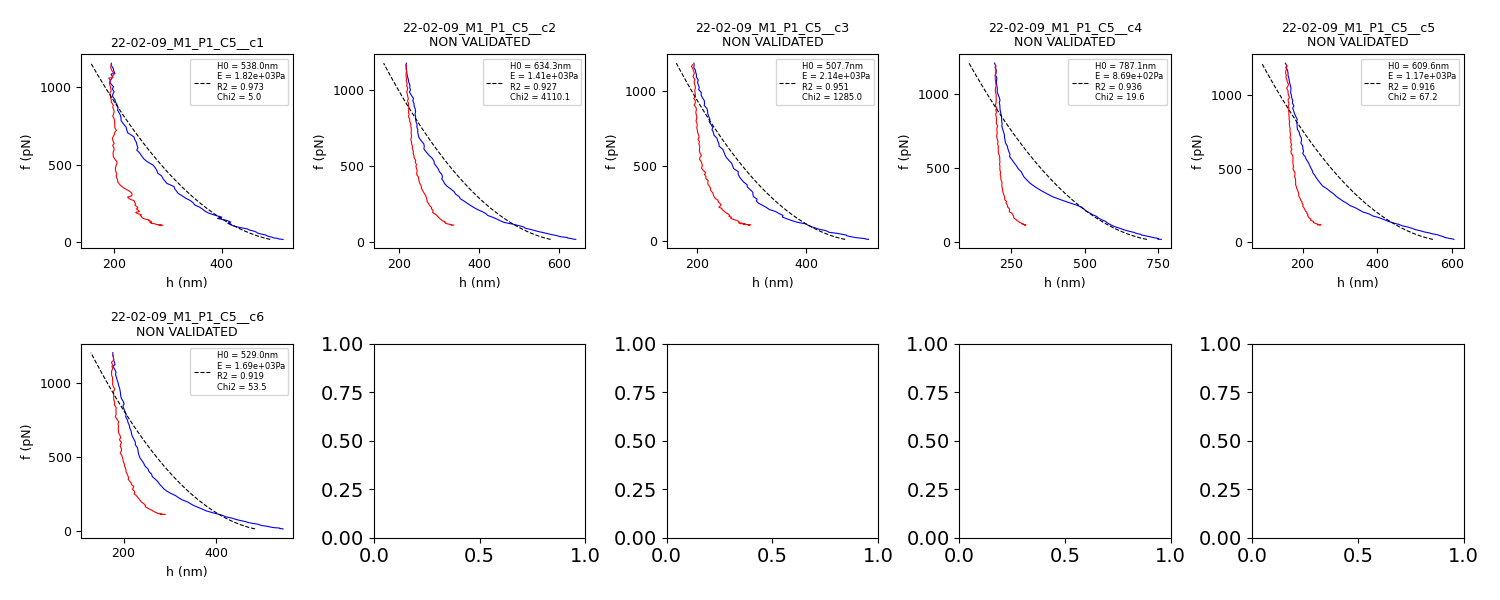 22-02-09_M1_P1_C5__c1
H0 = 538.0nm
E = 1.82e+03Pa
R2 = 0.973
Chi2 = 5.0
1000
500
0
f (pN)
200
400
h (nm)
22-02-09_M1_P1_C5__c2
NON VALIDATED
H0 = 634.3nm
E = 1.41e+03Pa
R2 = 0.927
Chi2 = 4110.1
1000
500
0
f (pN)
200
400
600
h (nm)
22-02-09_M1_P1_C5__c3
NON VALIDATED
H0 = 507.7nm
E = 2.14e+03Pa
R2 = 0.951
Chi2 = 1285.0
1000
500
0
f (pN)
200
400
h (nm)
22-02-09_M1_P1_C5__c4
NON VALIDATED
H0 = 787.1nm
E = 8.69e+02Pa
R2 = 0.936
Chi2 = 19.6
1000
500
0
f (pN)
250
500
750
h (nm)
22-02-09_M1_P1_C5__c5
NON VALIDATED
H0 = 609.6nm
E = 1.17e+03Pa
R2 = 0.916
Chi2 = 67.2
1000
500
0
f (pN)
200
400
600
h (nm)
22-02-09_M1_P1_C5__c6
NON VALIDATED
H0 = 529.0nm
E = 1.69e+03Pa
R2 = 0.919
Chi2 = 53.5
1000
500
0
f (pN)
200
400
h (nm)
1.00
0.75
0.50
0.25
0.00
0.0
0.5
1.0
1.00
0.75
0.50
0.25
0.00
0.0
0.5
1.0
1.00
0.75
0.50
0.25
0.00
0.0
0.5
1.0
1.00
0.75
0.50
0.25
0.00
0.0
0.5
1.0